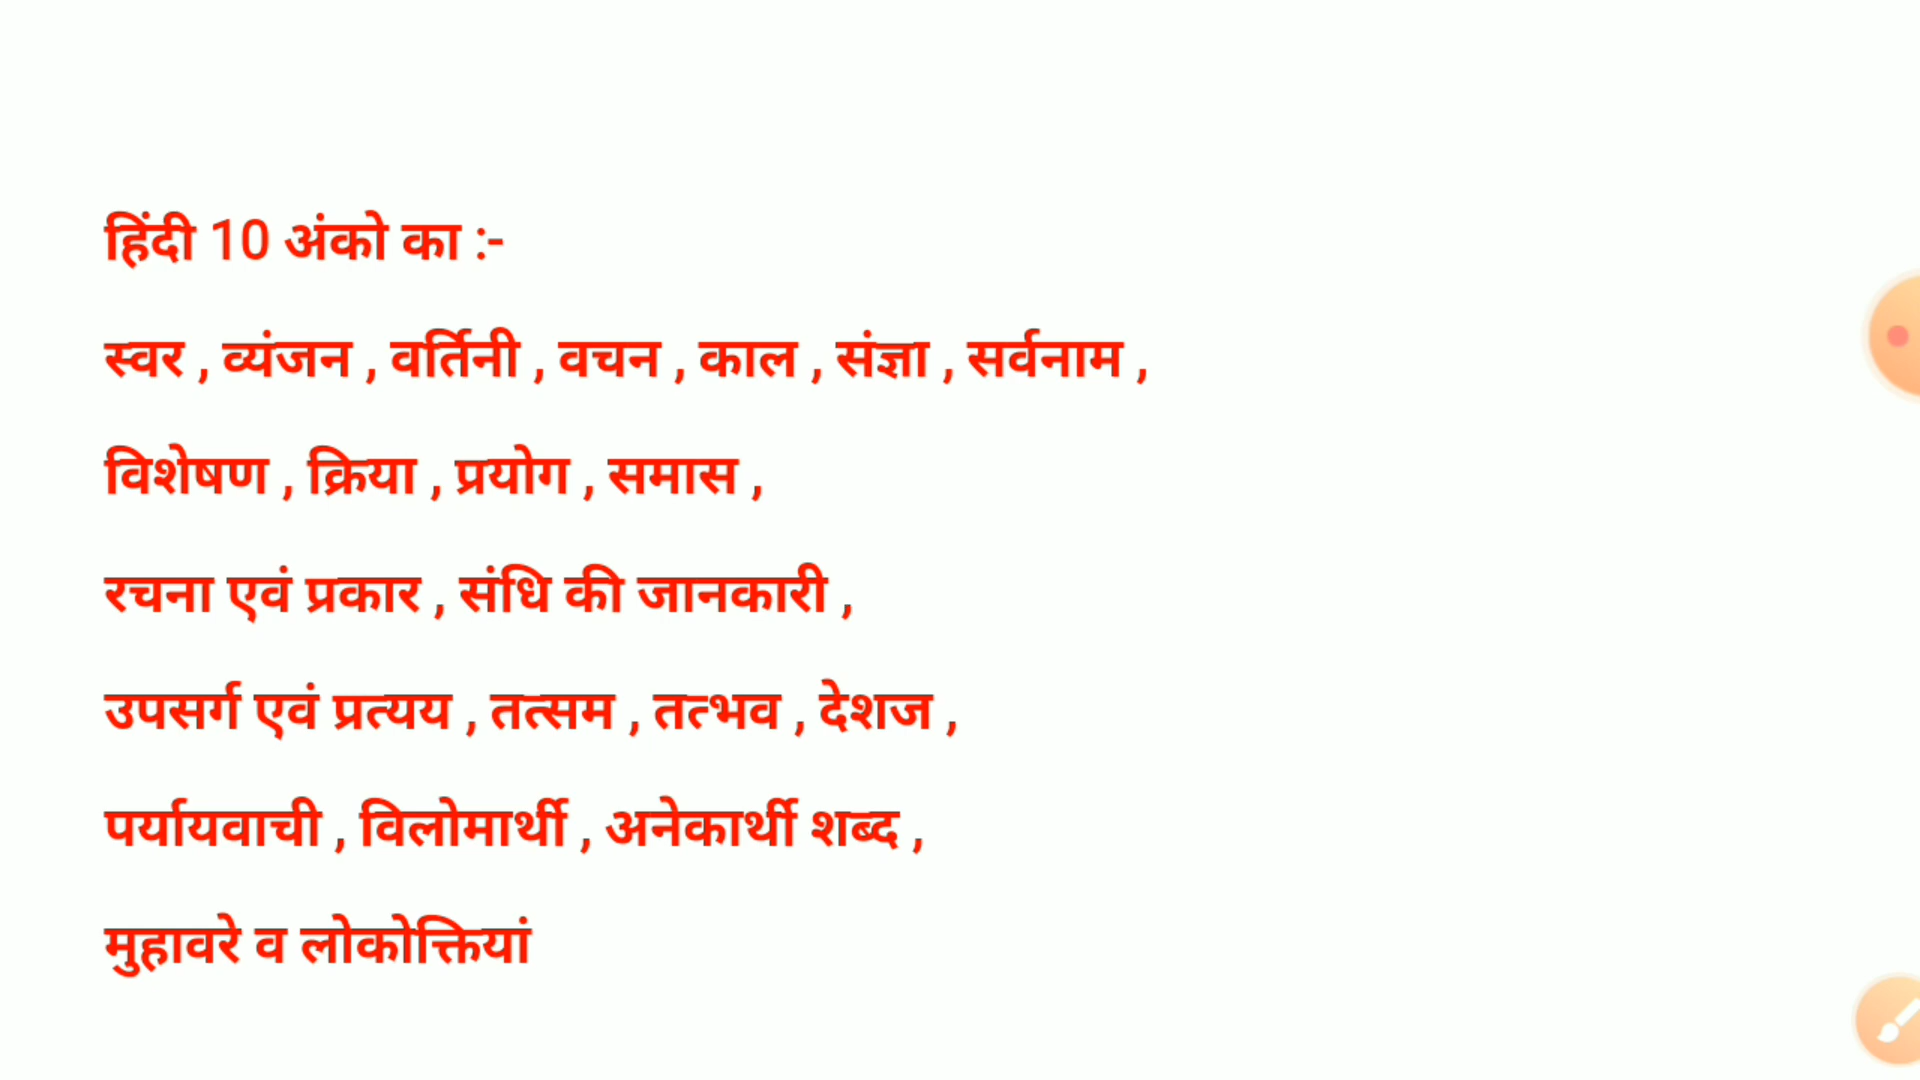 हिंदी 10 अंको का :-
स्वर , व्यंजन , वर्तिनी , वचन , काल , संज्ञा , सर्वनाम ,
विशेषण , क्रिया , प्रयोग , समास ,
रचना एवं प्रकार , संधि की जानकारी ,
उपसर्ग एवं प्रत्यय , तत्सम , तत्भव , देशज ,
पर्यायवाची , विलोमार्थी , अनेकार्थी शब्द ,
मुहावरे व लोकोक्तियां